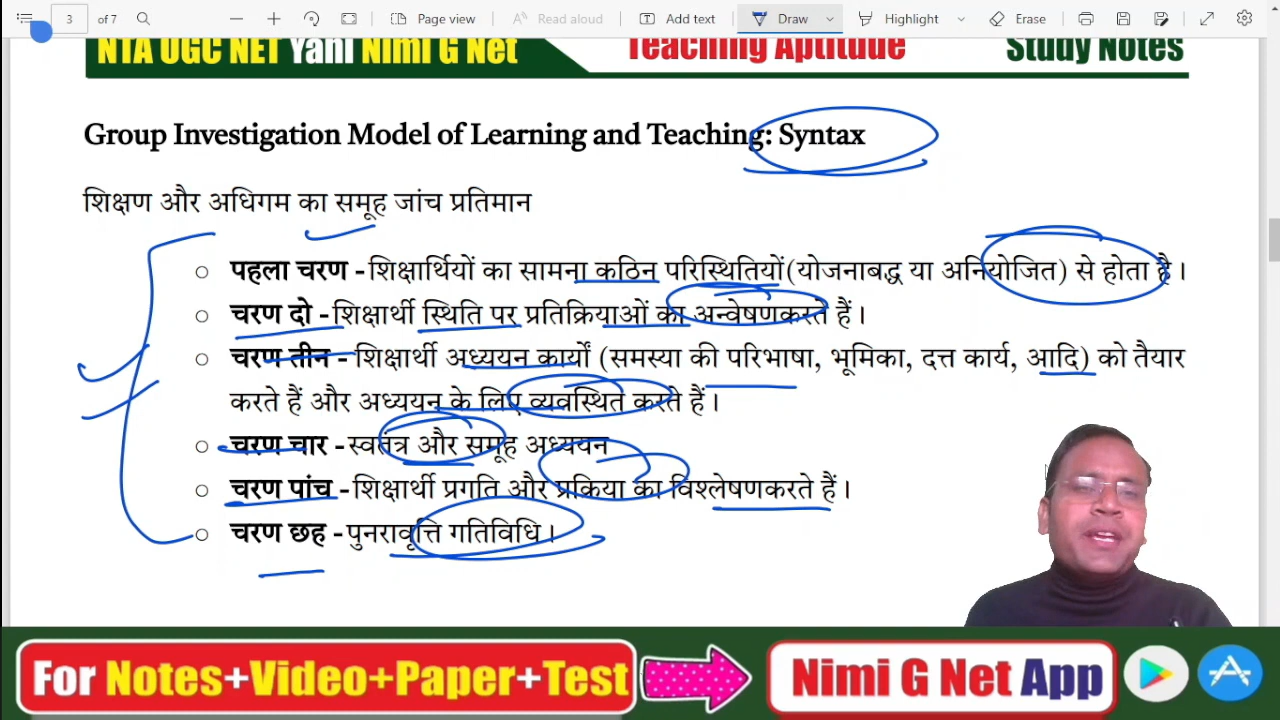 3 of 7 Page view Read aloud Add text Draw Highlight Erase
NTA UGC NET Yani Nimi G Net Teaching Aptitude Study Notes
Group Investigation Model of Learning and Teaching: Syntax
शिक्षण और अधिगम का समूह जांच प्रतिमान
○ पहला चरण - शिक्षार्थियों का सामना कठिन परिस्थितियों(योजनाबद्ध या अनियोजित) से होता है।
○ चरण दो - शिक्षार्थी स्थिति पर प्रतिक्रियाओं का अन्वेषणकरते हैं।
○ चरण तीन - शिक्षार्थी अध्ययन कार्यों (समस्या की परिभाषा, भूमिका, दत्त कार्य, आदि) को तैयार
करते हैं और अध्ययन के लिए व्यवस्थित करते हैं।
○ चरण चार - स्वतंत्र और समूह अध्ययन
○ चरण पांच - शिक्षार्थी प्रगति और प्रक्रिया का विश्लेषणकरते हैं।
○ चरण छह - पुनरावृत्ति गतिविधि।
For Notes+Video+Paper+Test Nimi G Net App